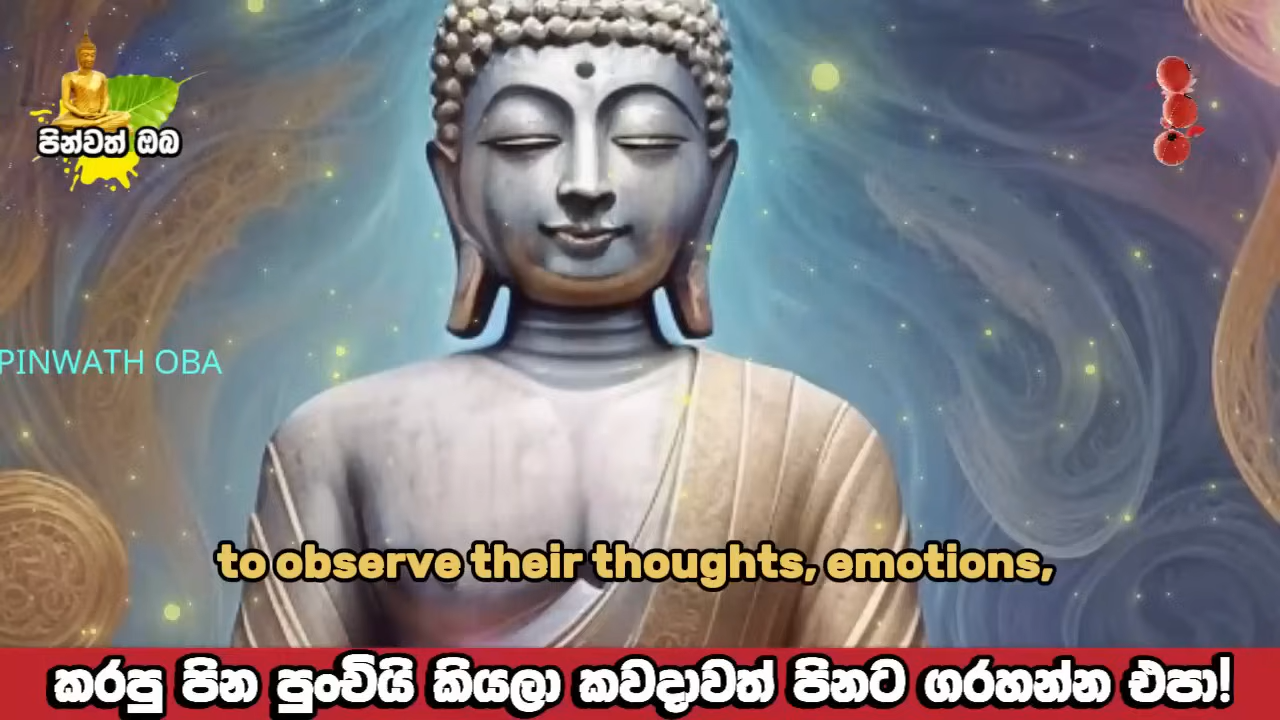 පින්වත් ඔබ
PINWATH OBA
to observe their thoughts, emotions,
කරපු පින පුංචියි කියලා කවදාවත් පිනට ගරහන්න එපා!